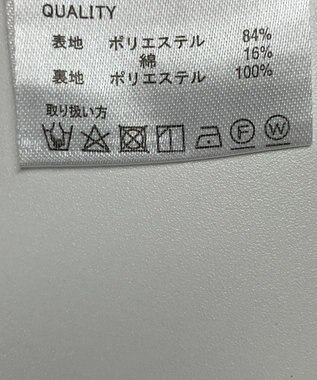 QUALITY
表地 ポリエステル 84%
綿 16%
裏地 ポリエステル 100%
取り扱い方
F W